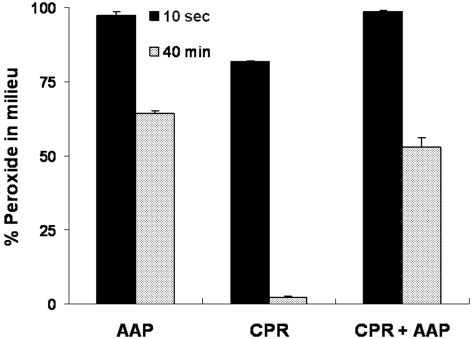 % Peroxide in milieu
100
75
50
25
0
10 sec
40 min
AAP
CPR
CPR + AAP